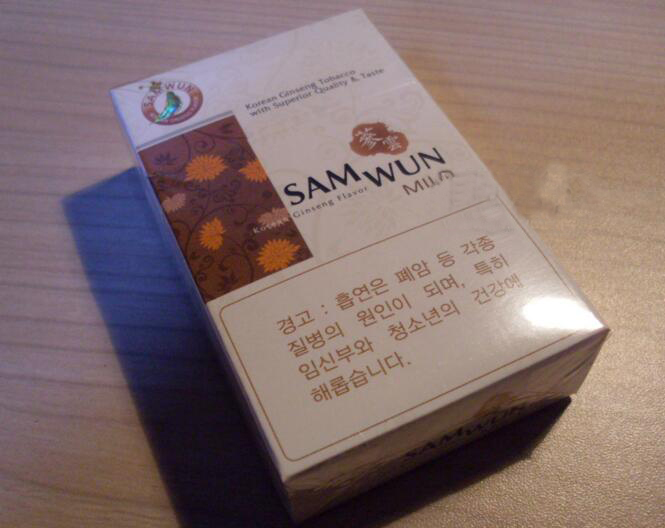 SAMWUN
Korean Ginseng Tobacco
with Superior Quality & Taste
蔘雲
SAMWUN
MILD
Korean Ginseng Flavor
경고 : 흡연은 폐암 등 각종
질병의 원인이 되며, 특히
임신부와 청소년의 건강에
해롭습니다.
SAMWUN